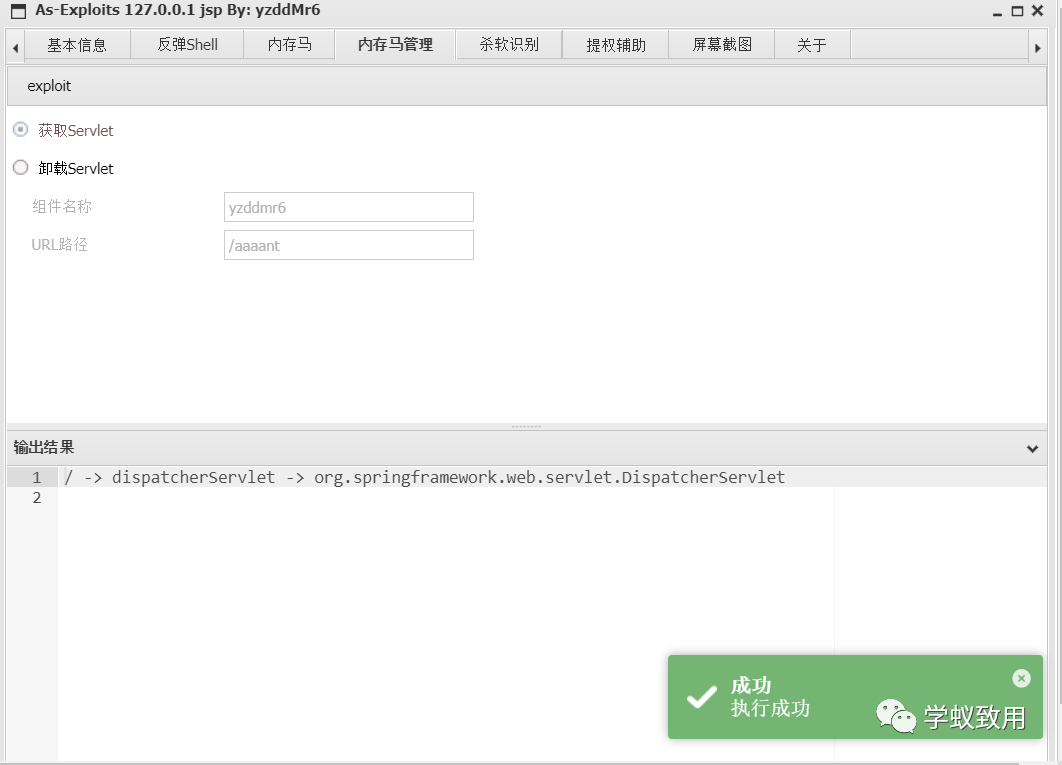 As-Exploits 127.0.0.1 jsp By: yzddMr6
基本信息 反弹Shell 内存马 内存马管理 杀软识别 提权辅助 屏幕截图 关于
exploit
获取Servlet
卸载Servlet
组件名称 yzddmr6
URL路径 /aaaant
输出结果
1 / -> dispatcherServlet -> org.springframework.web.servlet.DispatcherServlet
2
成功
执行成功
学蚁致用